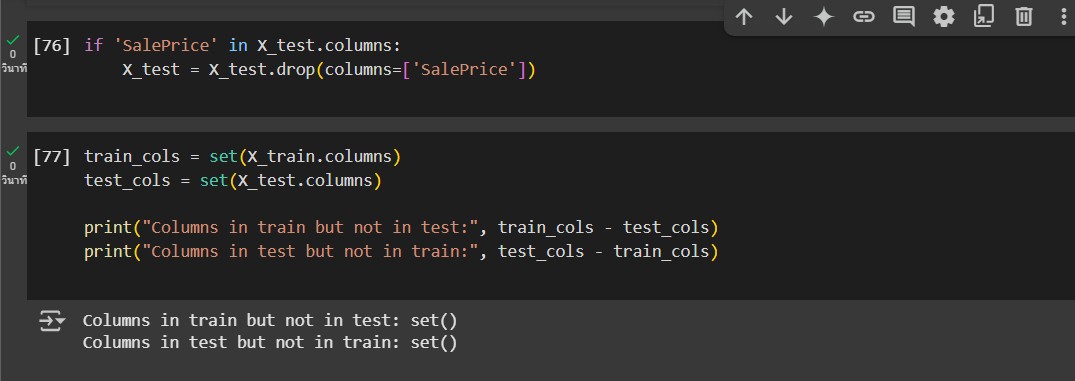 [76] if 'SalePrice' in X_test.columns:
X_test = X_test.drop(columns=['SalePrice'])
0
วินาที
[77] train_cols = set(X_train.columns)
test_cols = set(X_test.columns)
0
วินาที
print("Columns in train but not in test:", train_cols - test_cols)
print("Columns in test but not in train:", test_cols - train_cols)
Columns in train but not in test: set()
Columns in test but not in train: set()